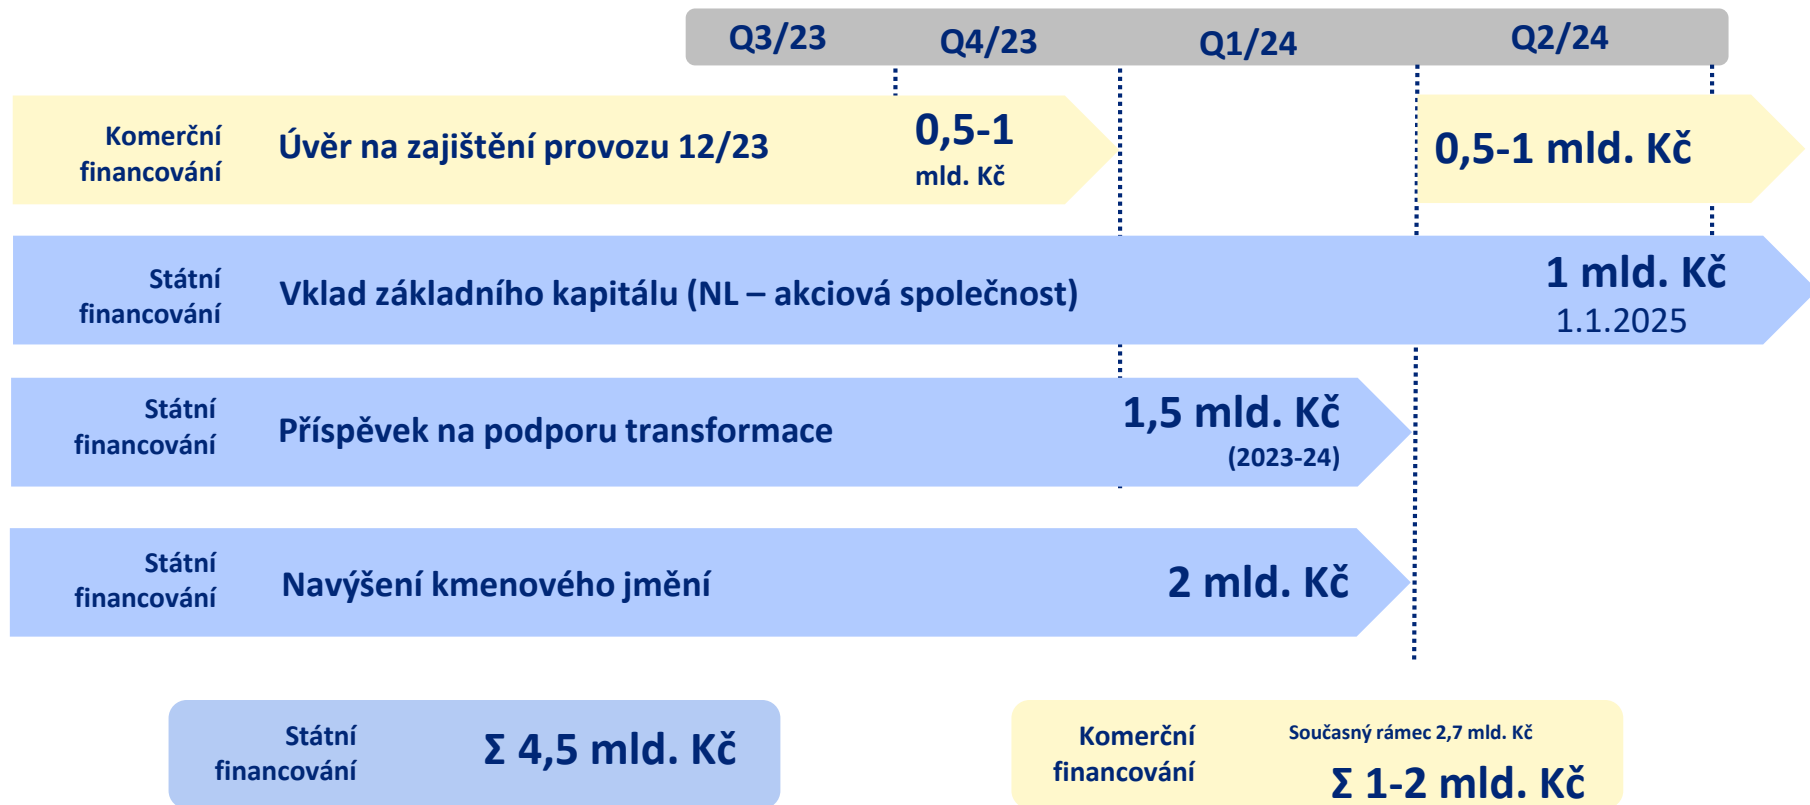 Q3/23 Q4/23 Q1/24 Q2/24
Komerční
financování
Úvěr na zajištění provozu 12/23
0,5-1
mld. Kč
0,5-1 mld. Kč
Státní
financování
Vklad základního kapitálu (NL – akciová společnost)
1 mld. Kč
1.1.2025
Státní
financování
Příspěvek na podporu transformace
1,5 mld. Kč
(2023-24)
Státní
financování
Navýšení kmenového jmění
2 mld. Kč
Státní
financování
Σ 4,5 mld. Kč
Komerční
financování
Současný rámec 2,7 mld. Kč
Σ 1-2 mld. Kč